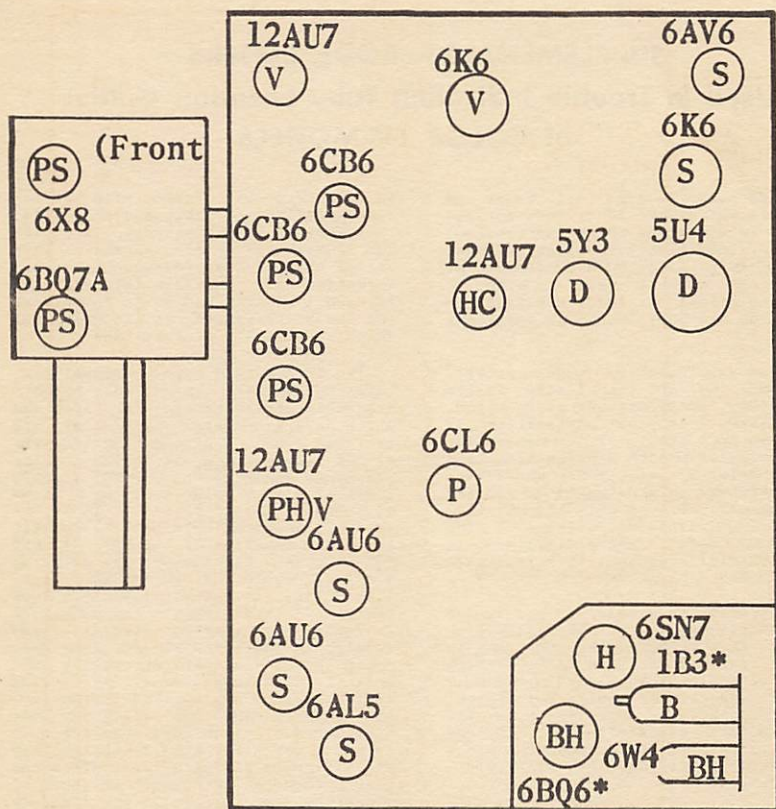 12AU7
V
6K6
V
6AV6
S
(Front
PS
6X8
6BQ7A
PS
6CB6
PS
6K6
S
6CB6
PS
12AU7
HC
5Y3
D
5U4
D
6CB6
PS
12AU7
PH V
6CL6
P
6AU6
S
6AU6
S
6AL5
S
6SN7
H
1B3*
B
BH
6W4
BH
6BQ6*